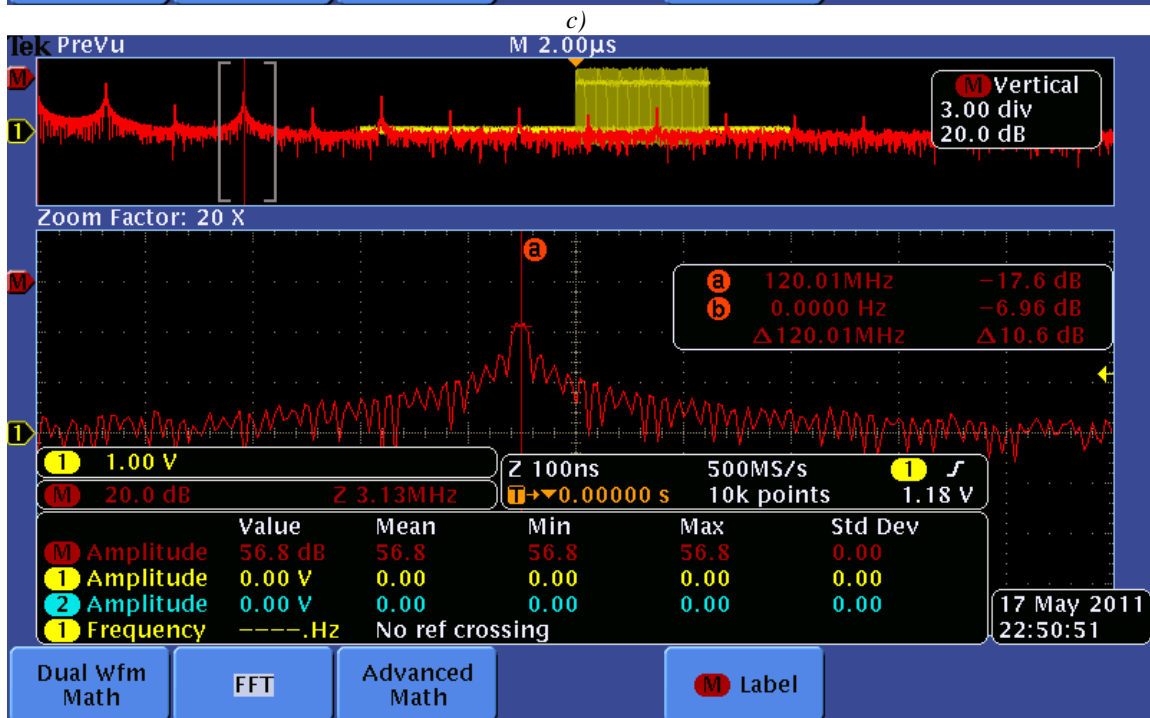 c)
Tek PreVu M 2.00µs
M
M Vertical
3.00 div
20.0 dB
1
Zoom Factor: 20 X
a
M
a 120.01MHz −17.6 dB
b 0.0000 Hz −6.96 dB
Δ120.01MHz Δ10.6 dB
1
1 1.00 V
Z 100ns 500MS/s 1
M 20.0 dB Z 3.13MHz
T→▼0.00000 s 10k points 1.18 V
Value Mean Min Max Std Dev
M Amplitude 56.8 dB 56.8 56.8 56.8 0.00
1 Amplitude 0.00 V 0.00 0.00 0.00 0.00
2 Amplitude 0.00 V 0.00 0.00 0.00 0.00
1 Frequency ----.Hz No ref crossing
17 May 2011
22:50:51
Dual Wfm
Math
FFT
Advanced
Math
M Label